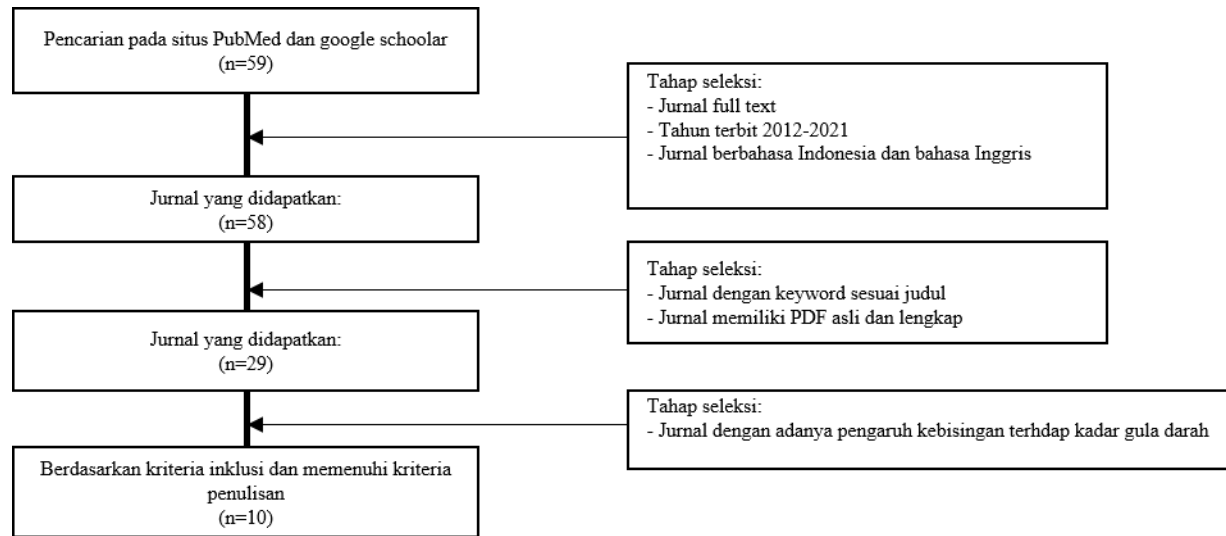 Pencarian pada situs PubMed dan google schoolar
(n=59)
Tahap seleksi:
- Jurnal full text
- Tahun terbit 2012-2021
- Jurnal berbahasa Indonesia dan bahasa Inggris
Jurnal yang didapatkan:
(n=58)
Tahap seleksi:
- Jurnal dengan keyword sesuai judul
- Jurnal memiliki PDF asli dan lengkap
Jurnal yang didapatkan:
(n=29)
Tahap seleksi:
- Jurnal dengan adanya pengaruh kebisingan terhdap kadar gula darah
Berdasarkan kriteria inklusi dan memenuhi kriteria
penulisan
(n=10)